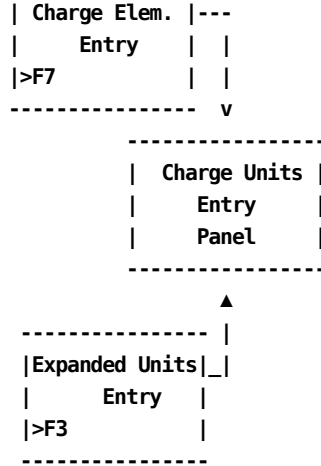 | Charge Elem. |---
|     Entry    |  |
|>F7           |  |
----------------  v
-----------------
|  Charge Units |
|     Entry     |
|     Panel     |
-----------------
▲
---------------- |
|Expanded Units|_|
|      Entry   |
|>F3           |
----------------